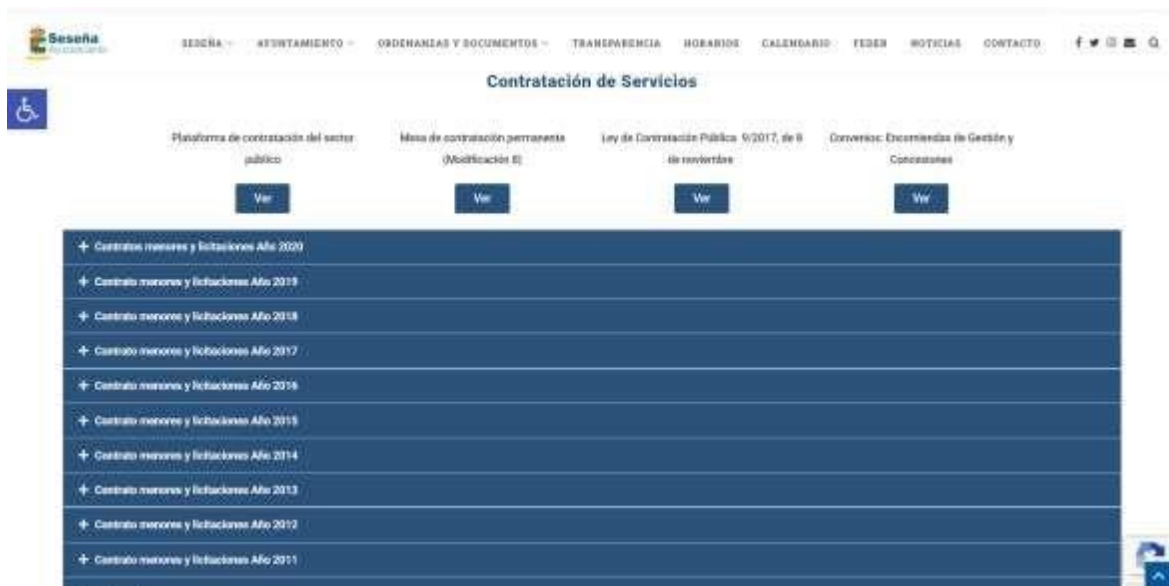 Seseña
Ayuntamiento
SESEÑA AYUNTAMIENTO ORDENANZAS Y DOCUMENTOS TRANSPARENCIA HORARIOS CALENDARIO FEDER NOTICIAS CONTACTO
Contratación de Servicios
Plataforma de contratación del sector
público
Ver
Mesa de contratación permanente
(Modificación II)
Ver
Ley de Contratación Pública 9/2017, de 8
de noviembre
Ver
Convenios: Encomiendas de Gestión y
Concesiones
Ver
+ Contratos menores y licitaciones Año 2020
+ Contrato menores y licitaciones Año 2019
+ Contrato menores y licitaciones Año 2018
+ Contrato menores y licitaciones Año 2017
+ Contrato menores y licitaciones Año 2016
+ Contrato menores y licitaciones Año 2015
+ Contrato menores y licitaciones Año 2014
+ Contrato menores y licitaciones Año 2013
+ Contrato menores y licitaciones Año 2012
+ Contrato menores y licitaciones Año 2011